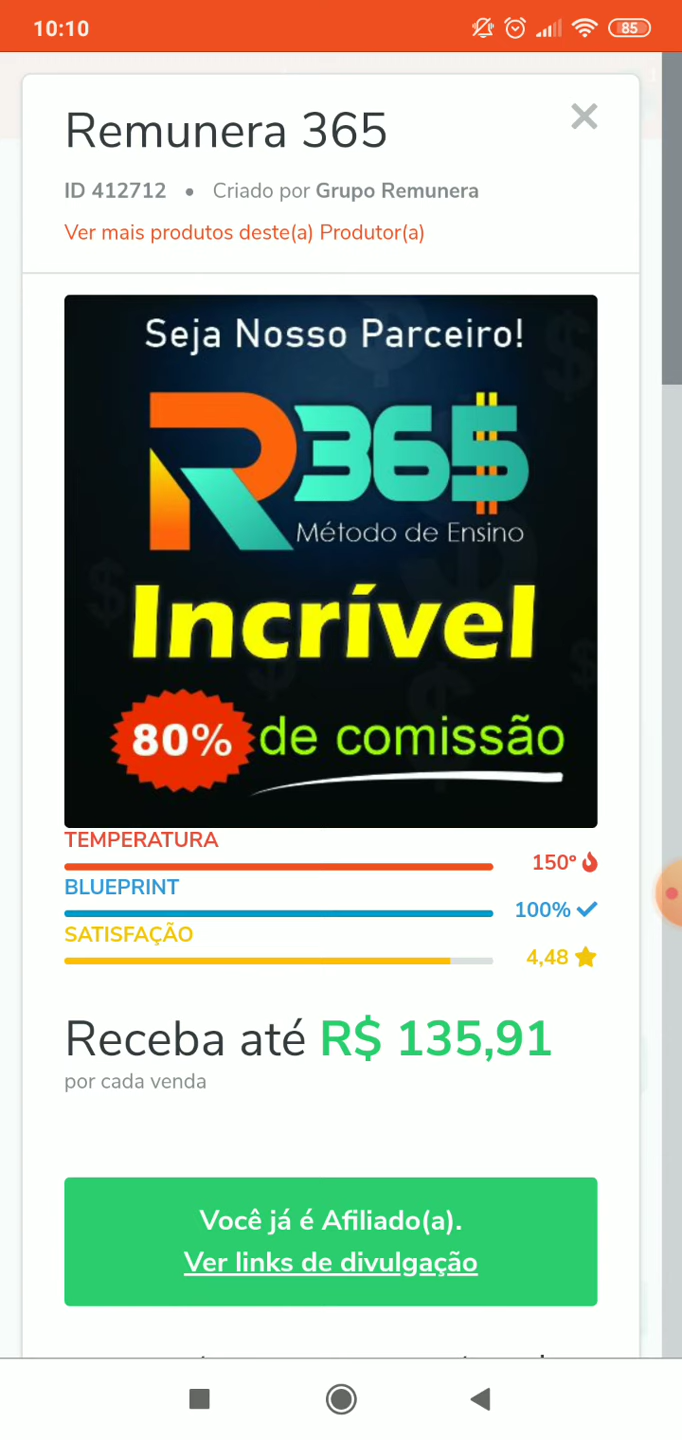 10:10
85
Remunera 365
ID 412712 • Criado por Grupo Remunera
Ver mais produtos deste(a) Produtor(a)
Seja Nosso Parceiro!
R36$
Método de Ensino
Incrível
80% de comissão
TEMPERATURA
150º
BLUEPRINT
100%
SATISFAÇÃO
4,48
Receba até R$ 135,91
por cada venda
Você já é Afiliado(a).
Ver links de divulgação